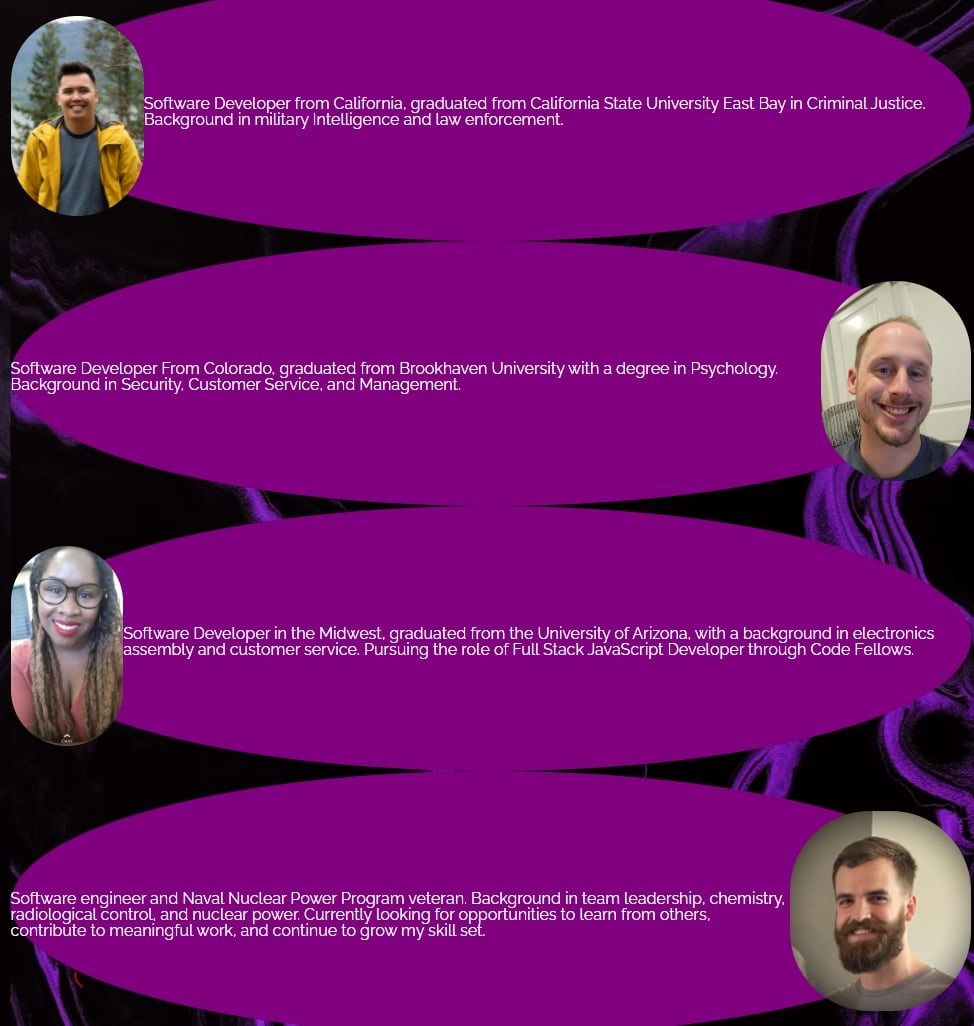 Software Developer from California, graduated from California State University East Bay in Criminal Justice.
Background in military Intelligence and law enforcement.
Software Developer From Colorado, graduated from Brookhaven University with a degree in Psychology.
Background in Security, Customer Service, and Management.
Software Developer in the Midwest, graduated from the University of Arizona, with a background in electronics
assembly and customer service. Pursuing the role of Full Stack JavaScript Developer through Code Fellows.
Software engineer and Naval Nuclear Power Program veteran. Background in team leadership, chemistry,
radiological control, and nuclear power. Currently looking for opportunities to learn from others,
contribute to meaningful work, and continue to grow my skill set.